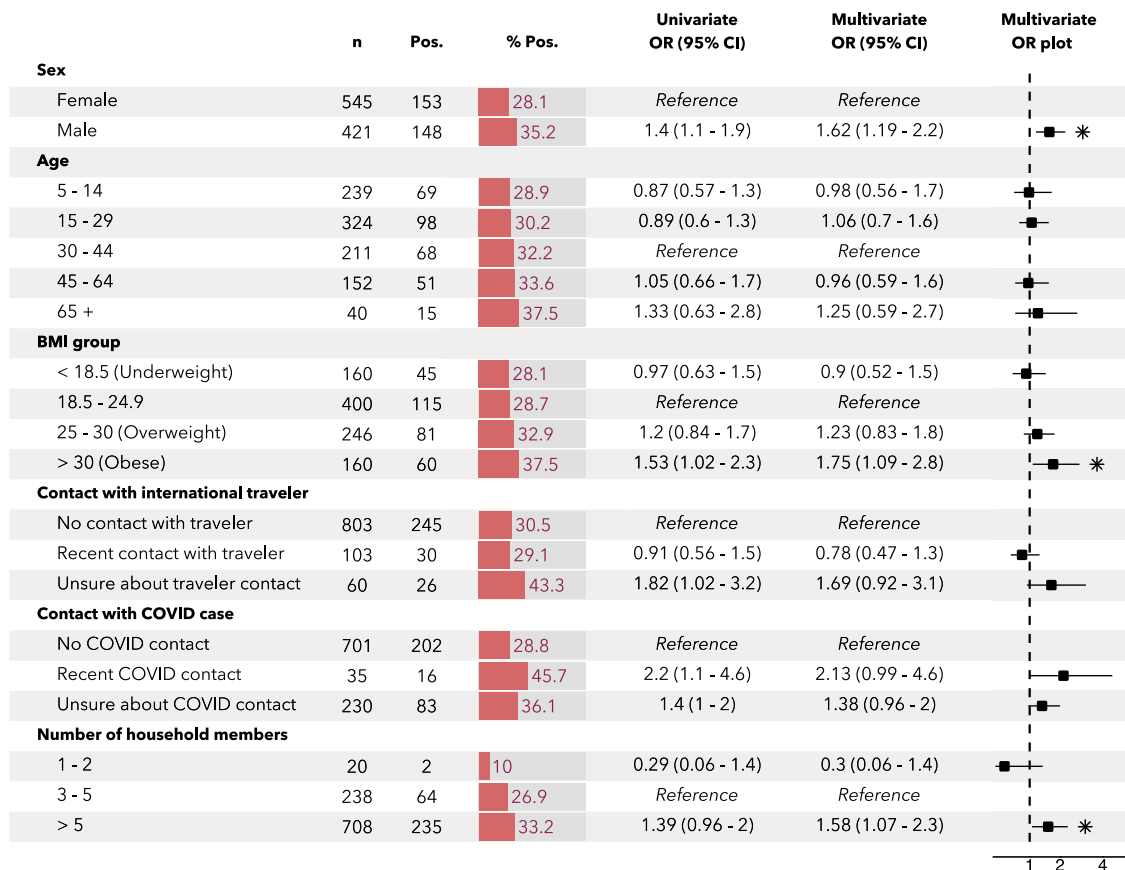 Univariate Multivariate Multivariate
n Pos. % Pos. OR (95% CI) OR (95% CI) OR plot
Sex
Female 545 153 28.1 Reference Reference
Male 421 148 35.2 1.4 (1.1 - 1.9) 1.62 (1.19 - 2.2) *
Age
5 - 14 239 69 28.9 0.87 (0.57 - 1.3) 0.98 (0.56 - 1.7)
15 - 29 324 98 30.2 0.89 (0.6 - 1.3) 1.06 (0.7 - 1.6)
30 - 44 211 68 32.2 Reference Reference
45 - 64 152 51 33.6 1.05 (0.66 - 1.7) 0.96 (0.59 - 1.6)
65 + 40 15 37.5 1.33 (0.63 - 2.8) 1.25 (0.59 - 2.7)
BMI group
< 18.5 (Underweight) 160 45 28.1 0.97 (0.63 - 1.5) 0.9 (0.52 - 1.5)
18.5 - 24.9 400 115 28.7 Reference Reference
25 - 30 (Overweight) 246 81 32.9 1.2 (0.84 - 1.7) 1.23 (0.83 - 1.8)
> 30 (Obese) 160 60 37.5 1.53 (1.02 - 2.3) 1.75 (1.09 - 2.8) *
Contact with international traveler
No contact with traveler 803 245 30.5 Reference Reference
Recent contact with traveler 103 30 29.1 0.91 (0.56 - 1.5) 0.78 (0.47 - 1.3)
Unsure about traveler contact 60 26 43.3 1.82 (1.02 - 3.2) 1.69 (0.92 - 3.1)
Contact with COVID case
No COVID contact 701 202 28.8 Reference Reference
Recent COVID contact 35 16 45.7 2.2 (1.1 - 4.6) 2.13 (0.99 - 4.6)
Unsure about COVID contact 230 83 36.1 1.4 (1 - 2) 1.38 (0.96 - 2)
Number of household members
1 - 2 20 2 10 0.29 (0.06 - 1.4) 0.3 (0.06 - 1.4)
3 - 5 238 64 26.9 Reference Reference
> 5 708 235 33.2 1.39 (0.96 - 2) 1.58 (1.07 - 2.3) *
1 2 4